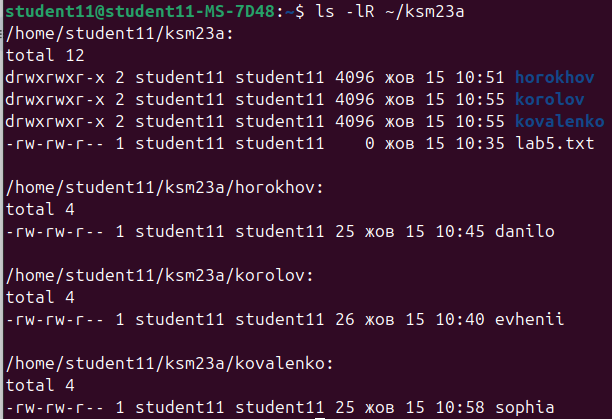 student11@student11-MS-7D48:~$ ls -lR ~/ksm23a
/home/student11/ksm23a:
total 12
drwxrwxr-x 2 student11 student11 4096 жов 15 10:51 horokhov
drwxrwxr-x 2 student11 student11 4096 жов 15 10:55 korolov
drwxrwxr-x 2 student11 student11 4096 жов 15 10:55 kovalenko
-rw-rw-r-- 1 student11 student11    0 жов 15 10:35 lab5.txt

/home/student11/ksm23a/horokhov:
total 4
-rw-rw-r-- 1 student11 student11 25 жов 15 10:45 danilo

/home/student11/ksm23a/korolov:
total 4
-rw-rw-r-- 1 student11 student11 26 жов 15 10:40 evhenii

/home/student11/ksm23a/kovalenko:
total 4
-rw-rw-r-- 1 student11 student11 25 жов 15 10:58 sophia